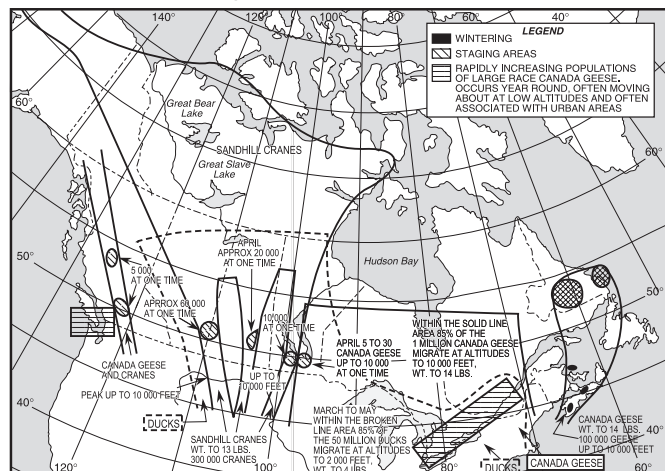 140°
120°
100°
80°
60°
40°
LEGEND
WINTERING
STAGING AREAS
RAPIDLY INCREASING POPULATIONS
OF LARGE RACE CANADA GEESE.
OCCURS YEAR ROUND, OFTEN MOVING
ABOUT AT LOW ALTITUDES AND OFTEN
ASSOCIATED WITH URBAN AREAS
60°
Great Bear
Lake
SANDHILL CRANES
Great Slave
Lake
60°
Hudson Bay
APRIL
APPROX 20 000
AT ONE TIME
50°
5 000
AT ONE TIME
APPROX 60 000
AT ONE TIME
10 000
AT ONE TIME
50°
APRIL 5 TO 30
CANADA GEESE
UP TO 10 000
AT ONE TIME
WITHIN THE SOLID LINE
AREA 85% OF THE
1 MILLION CANADA GEESE
MIGRATE AT ALTITUDES
TO 10 000 FEET,
WT. TO 14 LBS.
CANADA GEESE
AND CRANES
PEAK UP TO 10 000 FEET
UP TO
10 000 FEET
40°
DUCKS
SANDHILL CRANES
WT. TO 13 LBS.
300 000 CRANES
MARCH TO MAY
WITHIN THE BROKEN
LINE AREA 85% OF
THE 50 MILLION DUCKS
MIGRATE AT ALTITUDES
TO 2 000 FEET,
WT. TO 4 LBS.
CANADA GEESE
WT. TO 14 LBS.
100 000 GEESE
UP TO 10 000 FEET
40°
DUCKS
CANADA GEESE
120°
100°
80°
60°